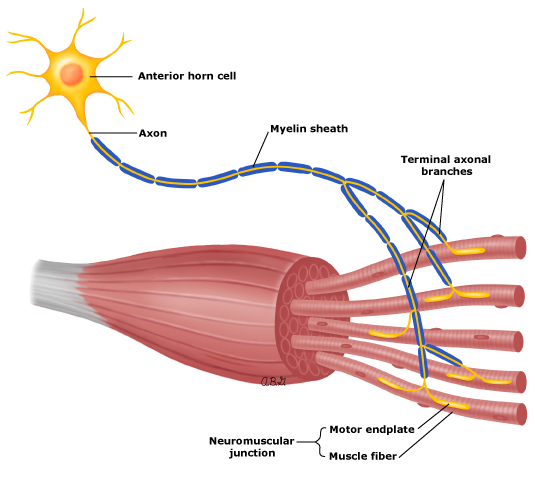 Anterior horn cell
Axon
Myelin sheath
Terminal axonal
branches
Neuromuscular
junction
Motor endplate
Muscle fiber